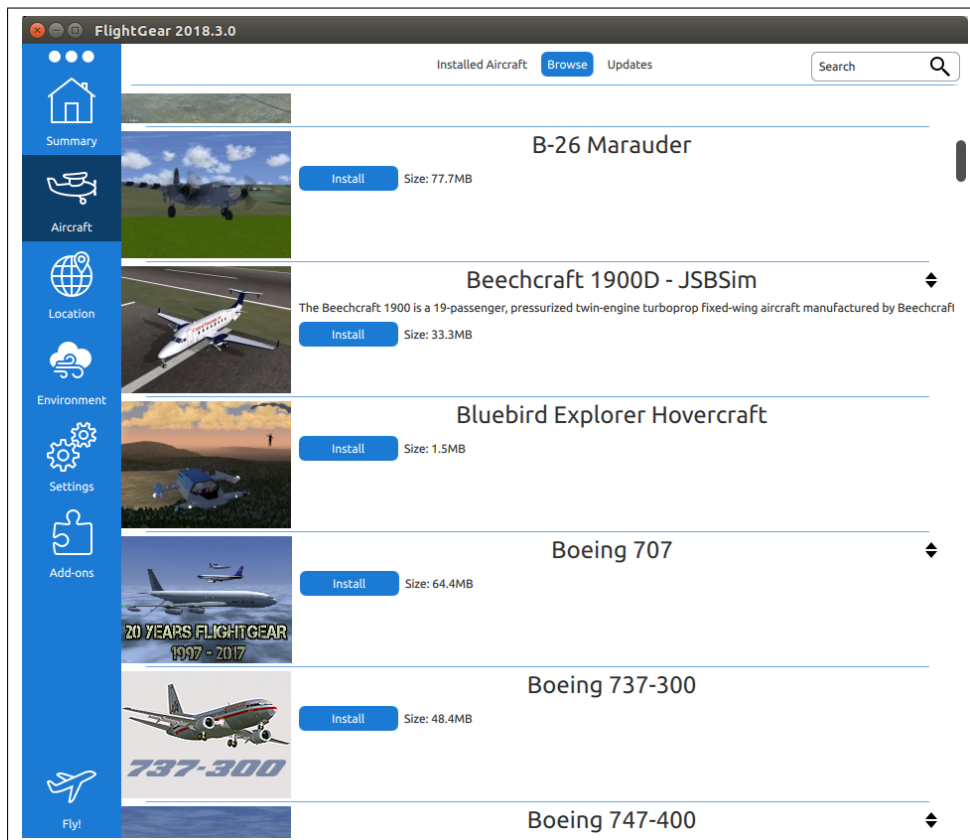 FlightGear 2018.3.0
Installed Aircraft Browse Updates
Search
Summary
Aircraft
Location
Environment
Settings
Add-ons
Fly!
B-26 Marauder
Install Size: 77.7MB
Beechcraft 1900D - JSBSim
The Beechcraft 1900 is a 19-passenger, pressurized twin-engine turboprop fixed-wing aircraft manufactured by Beechcraft
Install Size: 33.3MB
Bluebird Explorer Hovercraft
Install Size: 1.5MB
Boeing 707
Install Size: 64.4MB
20 YEARS FLIGHTGEAR
1997 - 2017
Boeing 737-300
Install Size: 48.4MB
737-300
Boeing 747-400